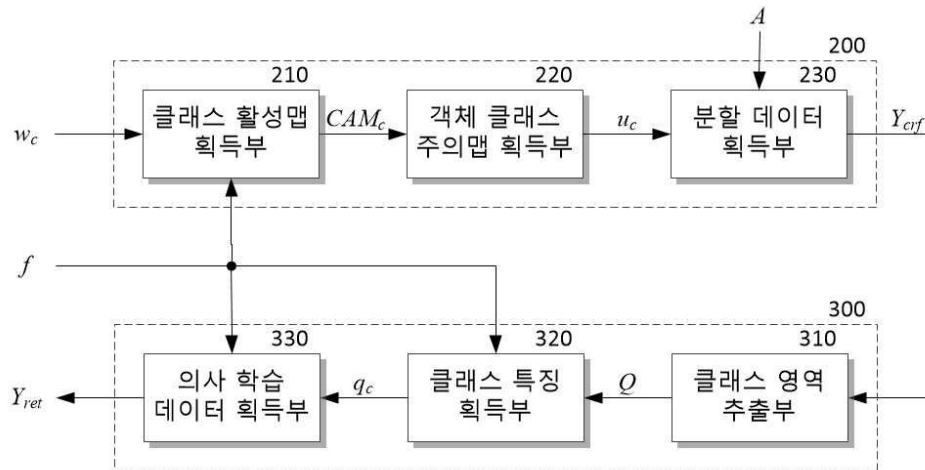 A
200
210
220
230
w_c
클래스 활성맵
획득부
CAM_c
객체 클래스
주의맵 획득부
u_c
분할 데이터
획득부
Y_crf
f
300
330
320
310
Y_ret
의사 학습
데이터 획득부
q_c
클래스 특징
획득부
Q
클래스 영역
추출부